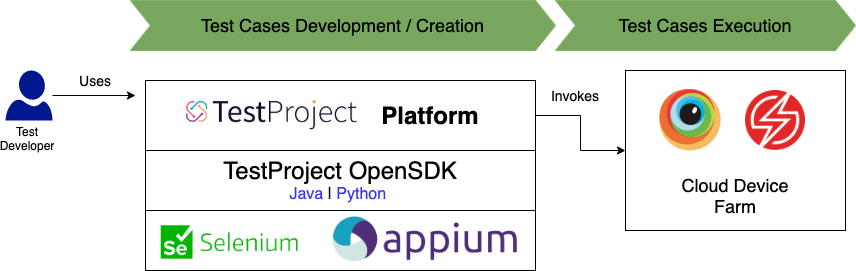 Test Cases Development / Creation
Test Cases Execution
Uses
Test
Developer
TestProject Platform
Invokes
TestProject OpenSDK
Java | Python
Se Selenium
appium
Cloud Device
Farm